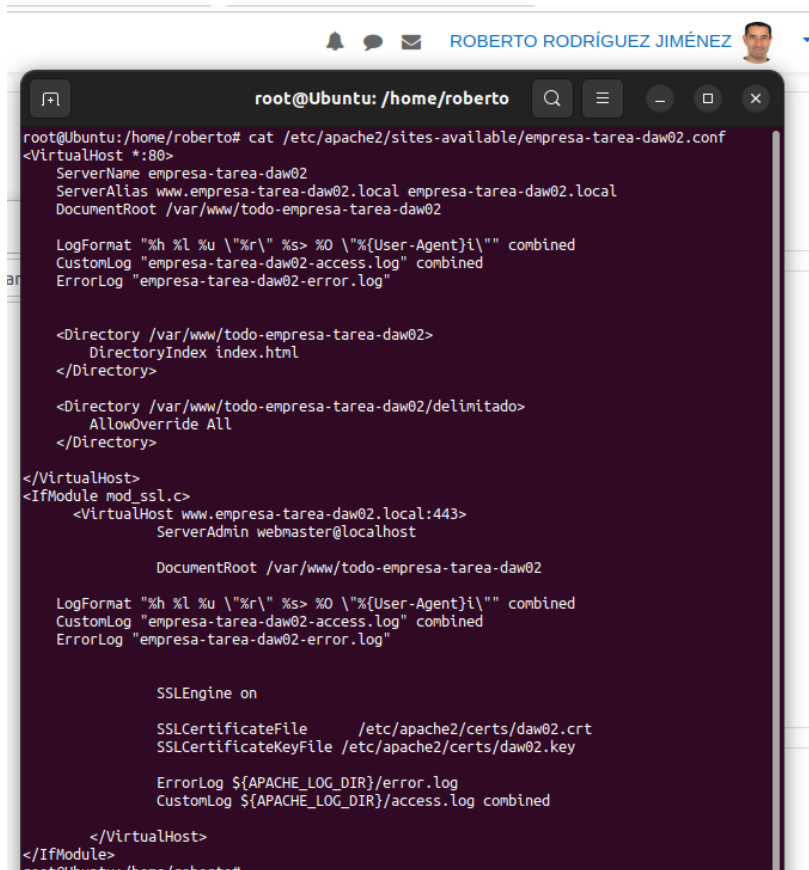 ROBERTO RODRÍGUEZ JIMÉNEZ
root@Ubuntu: /home/roberto
root@Ubuntu:/home/roberto# cat /etc/apache2/sites-available/empresa-tarea-daw02.conf
<VirtualHost *:80>
    ServerName empresa-tarea-daw02
    ServerAlias www.empresa-tarea-daw02.local empresa-tarea-daw02.local
    DocumentRoot /var/www/todo-empresa-tarea-daw02

    LogFormat "%h %l %u \"%r\" %s> %O \"%{User-Agent}i\"" combined
    CustomLog "empresa-tarea-daw02-access.log" combined
    ErrorLog "empresa-tarea-daw02-error.log"

    <Directory /var/www/todo-empresa-tarea-daw02>
        DirectoryIndex index.html
    </Directory>

    <Directory /var/www/todo-empresa-tarea-daw02/delimitado>
        AllowOverride All
    </Directory>

</VirtualHost>
<IfModule mod_ssl.c>
      <VirtualHost www.empresa-tarea-daw02.local:443>
                ServerAdmin webmaster@localhost

                DocumentRoot /var/www/todo-empresa-tarea-daw02

    LogFormat "%h %l %u \"%r\" %s> %O \"%{User-Agent}i\"" combined
    CustomLog "empresa-tarea-daw02-access.log" combined
    ErrorLog "empresa-tarea-daw02-error.log"

                SSLEngine on

                SSLCertificateFile      /etc/apache2/certs/daw02.crt
                SSLCertificateKeyFile /etc/apache2/certs/daw02.key

                ErrorLog ${APACHE_LOG_DIR}/error.log
                CustomLog ${APACHE_LOG_DIR}/access.log combined

        </VirtualHost>
</IfModule>